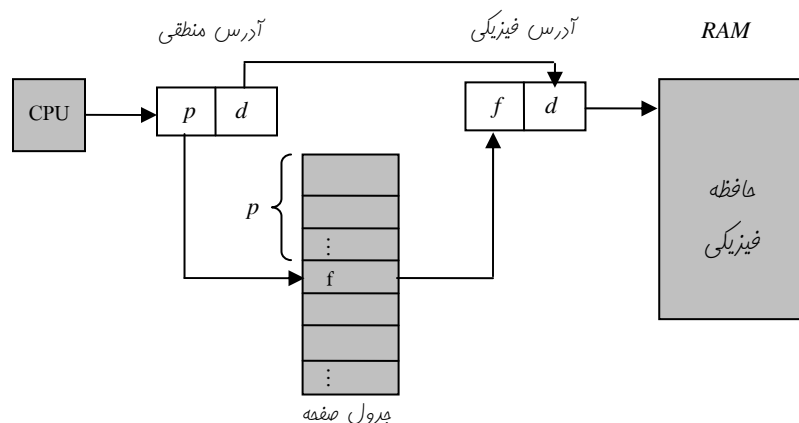 آدرس منطقی
آدرس فیزیکی
RAM
CPU
p d
f d
p
⋮
f
⋮
حافظه
فیزیکی
جدول صفحه